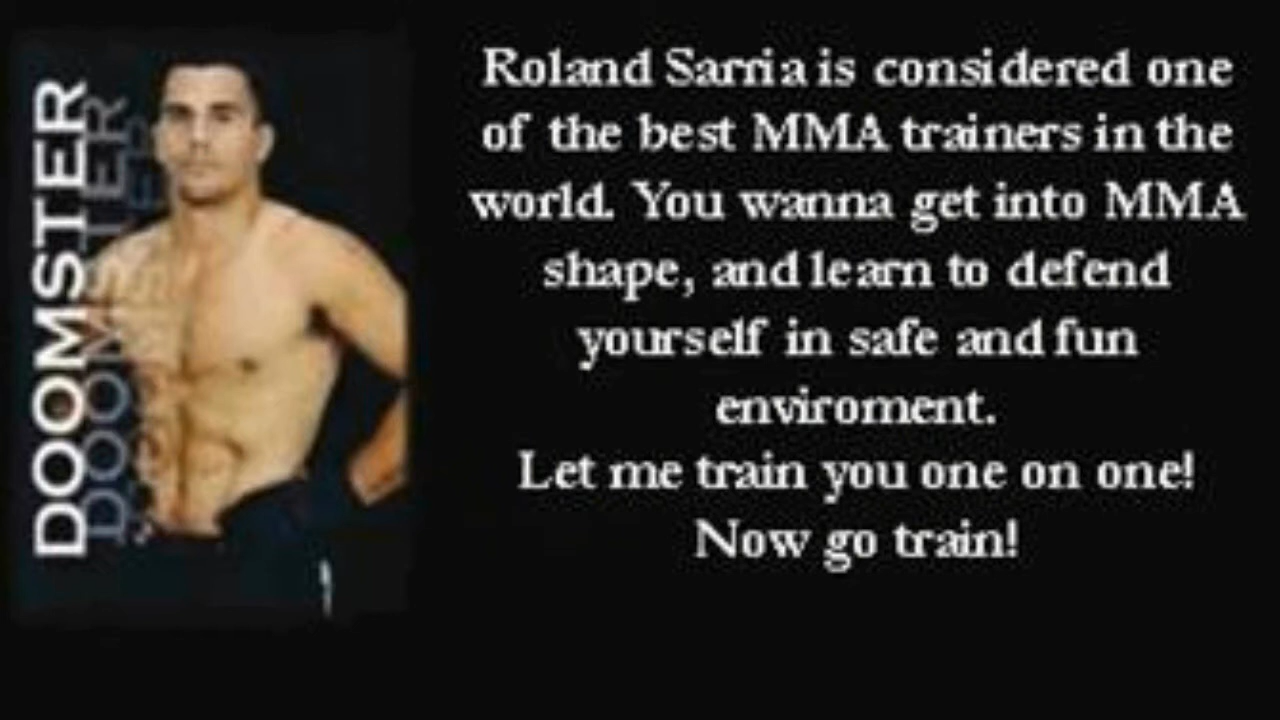 DOOMSTER
DOOMSTER
Roland Sarria is considered one
of the best MMA trainers in the
world. You wanna get into MMA
shape, and learn to defend
yourself in safe and fun
enviroment.
Let me train you one on one!
Now go train!